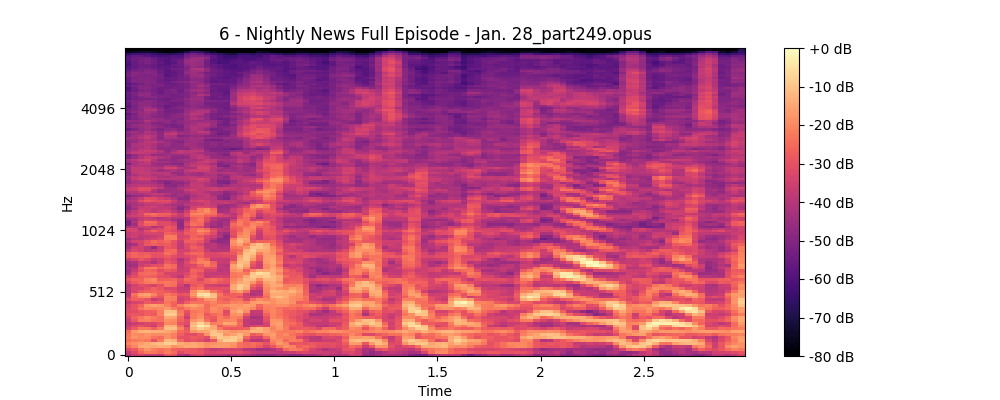 6 - Nightly News Full Episode - Jan. 28_part249.opus
Hz
4096
2048
1024
512
0
0
0.5
1
1.5
2
2.5
Time
+0 dB
-10 dB
-20 dB
-30 dB
-40 dB
-50 dB
-60 dB
-70 dB
-80 dB